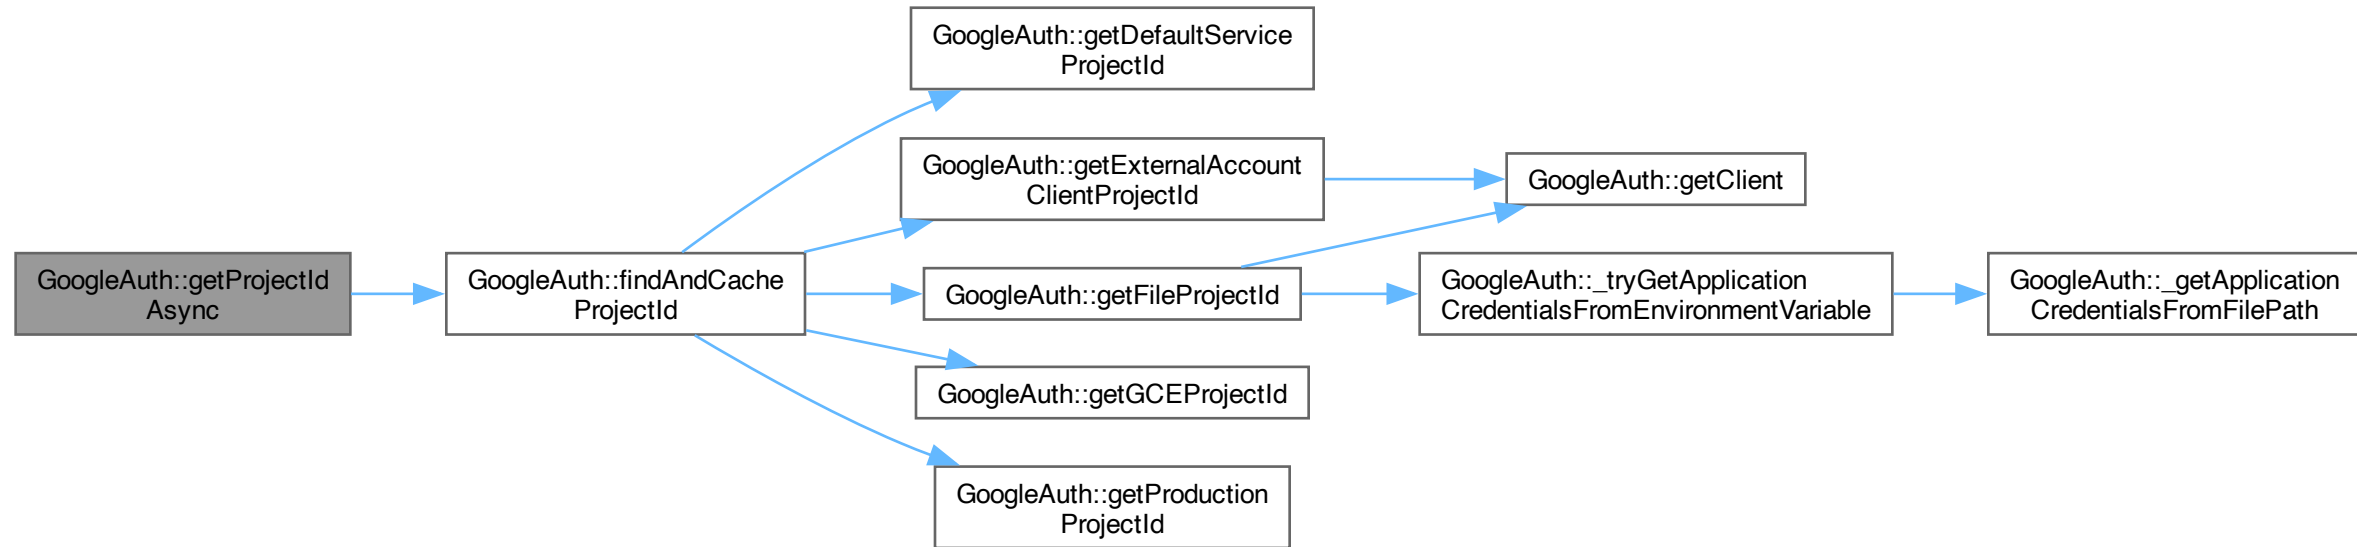 GoogleAuth::getProjectId
Async
GoogleAuth::findAndCache
ProjectId
GoogleAuth::getDefaultService
ProjectId
GoogleAuth::getExternalAccount
ClientProjectId
GoogleAuth::getFileProjectId
GoogleAuth::getGCEProjectId
GoogleAuth::getProduction
ProjectId
GoogleAuth::getClient
GoogleAuth::_tryGetApplication
CredentialsFromEnvironmentVariable
GoogleAuth::_getApplication
CredentialsFromFilePath